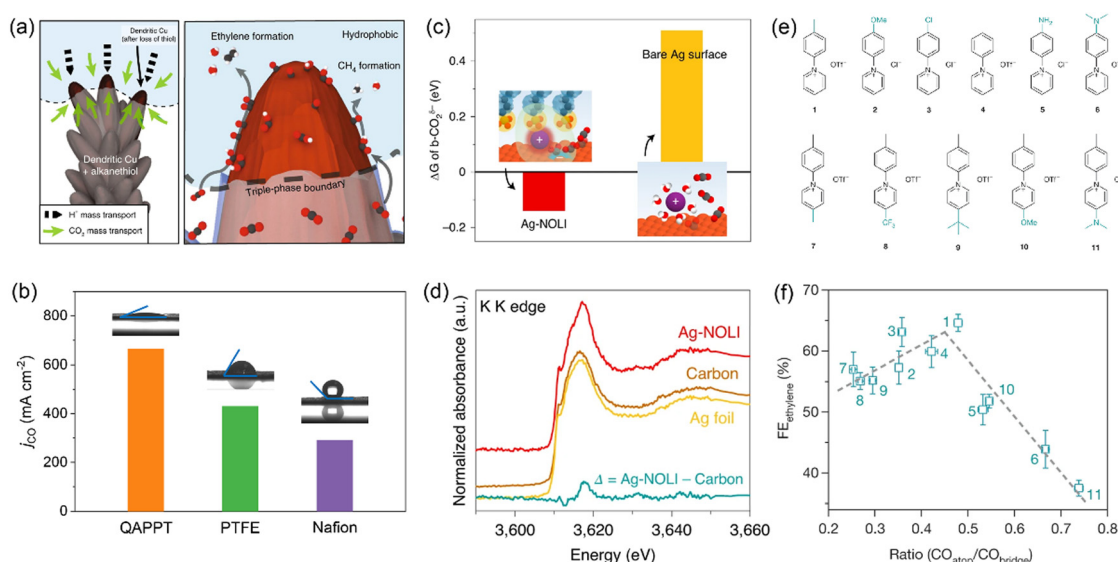 (a)
Dendritic Cu
(after loss of thiol)
Dendritic Cu
+ alkanethiol
H⁺ mass transport
CO₂ mass transport
Ethylene formation
Hydrophobic
CH₄ formation
Triple-phase boundary
(b)
800
600
400
200
0
j_CO (mA cm⁻²)
QAPPT PTFE Nafion
(c)
ΔG of b-CO₂^δ− (eV)
0.4
0.2
0
−0.2
Bare Ag surface
+
+
Ag-NOLI
(d)
K K edge
Normalized absorbance (a.u.)
Ag-NOLI
Carbon
Ag foil
Δ = Ag-NOLI – Carbon
3,600 3,620 3,640 3,660
Energy (eV)
(e)
OMe Cl NH₂ N
N⁺ OTf⁻ N⁺ Cl⁻ N⁺ Cl⁻ N⁺ OTf⁻ N⁺ Cl⁻ N⁺
1 2 3 4 5 6
N⁺ OTf⁻ N⁺ OTf⁻ N⁺ OTf⁻ N⁺ OTf⁻ N⁺
CF₃ OMe N
7 8 9 10 11
(f)
FE_ethylene (%)
70
60
50
40
1
3
4
7
2
8
9
10
5
6
11
0.2 0.3 0.4 0.5 0.6 0.7 0.8
Ratio (CO_atop/CO_bridge)